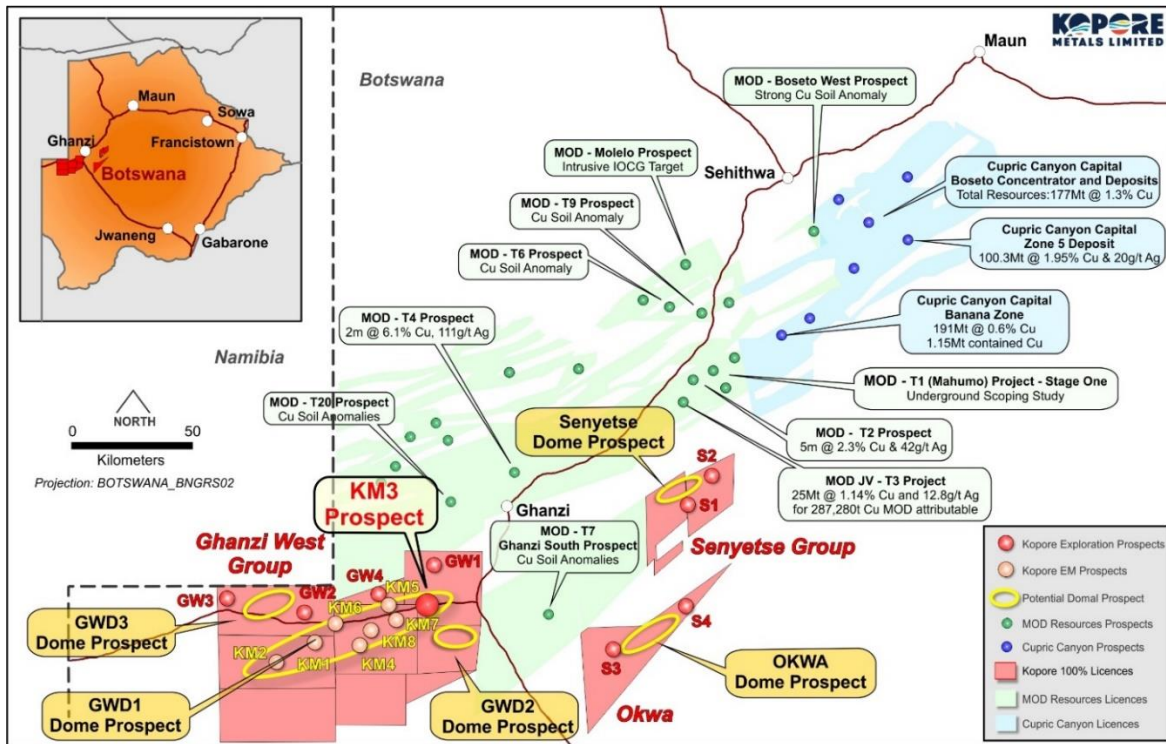 KOPORE
METALS LIMITED
Maun
Sowa
Ghanzi
Francistown
Botswana
Jwaneng
Gabarone
Botswana
Maun
MOD - Boseto West Prospect
Strong Cu Soil Anomaly
MOD - Molelo Prospect
Intrusive IOCG Target
Sehithwa
Cupric Canyon Capital
Boseto Concentrator and Deposits
Total Resources:177Mt @ 1.3% Cu
MOD - T9 Prospect
Cu Soil Anomaly
Cupric Canyon Capital
Zone 5 Deposit
100.3Mt @ 1.95% Cu & 20g/t Ag
MOD - T6 Prospect
Cu Soil Anomaly
Cupric Canyon Capital
Banana Zone
191Mt @ 0.6% Cu
1.15Mt contained Cu
MOD - T4 Prospect
2m @ 6.1% Cu, 111g/t Ag
Namibia
MOD - T1 (Mahumo) Project - Stage One
Underground Scoping Study
MOD - T20 Prospect
Cu Soil Anomalies
NORTH
0 50
Kilometers
Projection: BOTSWANA_BNGRS02
Senyetse
Dome Prospect
MOD - T2 Prospect
5m @ 2.3% Cu & 42g/t Ag
S2
S1
MOD JV - T3 Project
25Mt @ 1.14% Cu and 12.8g/t Ag
for 287,280t Cu MOD attributable
KM3
Prospect
Ghanzi
MOD - T7
Ghanzi South Prospect
Cu Soil Anomalies
Senyetse Group
Ghanzi West
Group
GW1
GW4
KM5
GW3
GW2
KM6
KM7
KM8
KM2
KM1
KM4
GWD3
Dome Prospect
GWD1
Dome Prospect
GWD2
Dome Prospect
S4
S3
OKWA
Dome Prospect
Okwa
LEGEND
Kopore Exploration Prospects
Kopore EM Prospects
Potential Domal Prospect
MOD Resources Prospects
Cupric Canyon Prospects
Kopore 100% Licences
MOD Resources Licences
Cupric Canyon Licences